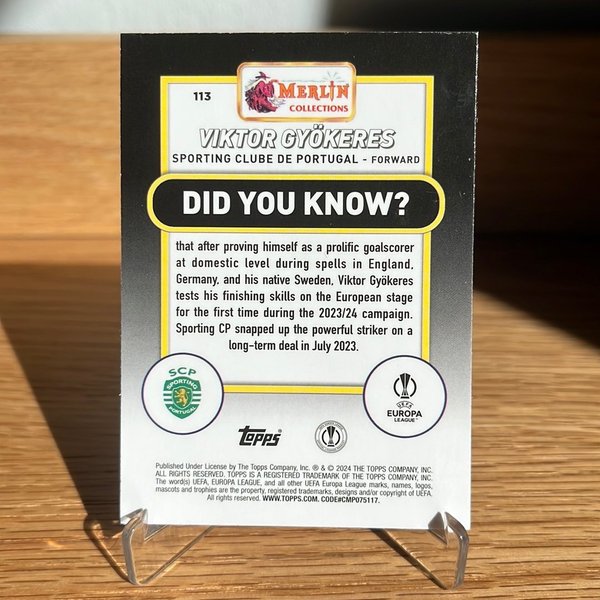 113
MERLIN
COLLECTIONS
VIKTOR GYÖKERES
SPORTING CLUBE DE PORTUGAL - FORWARD
DID YOU KNOW?
that after proving himself as a prolific goalscorer
at domestic level during spells in England,
Germany, and his native Sweden, Viktor Gyökeres
tests his finishing skills on the European stage
for the first time during the 2023/24 campaign.
Sporting CP snapped up the powerful striker on a
long-term deal in July 2023.
SCP
SPORTING
PORTUGAL
UEFA
EUROPA
LEAGUE
topps
Published Under License by The Topps Company, Inc. ® & © 2024 THE TOPPS COMPANY, INC.
ALL RIGHTS RESERVED. TOPPS IS A REGISTERED TRADEMARK OF THE TOPPS COMPANY, INC.
The word(s) UEFA, EUROPA LEAGUE, and all other UEFA Europa League marks, names, logos,
mascots and trophies are the property, registered trademarks, designs and/or copyright of UEFA.
All rights reserved. WWW.TOPPS.COM. CODE#CMP075117.